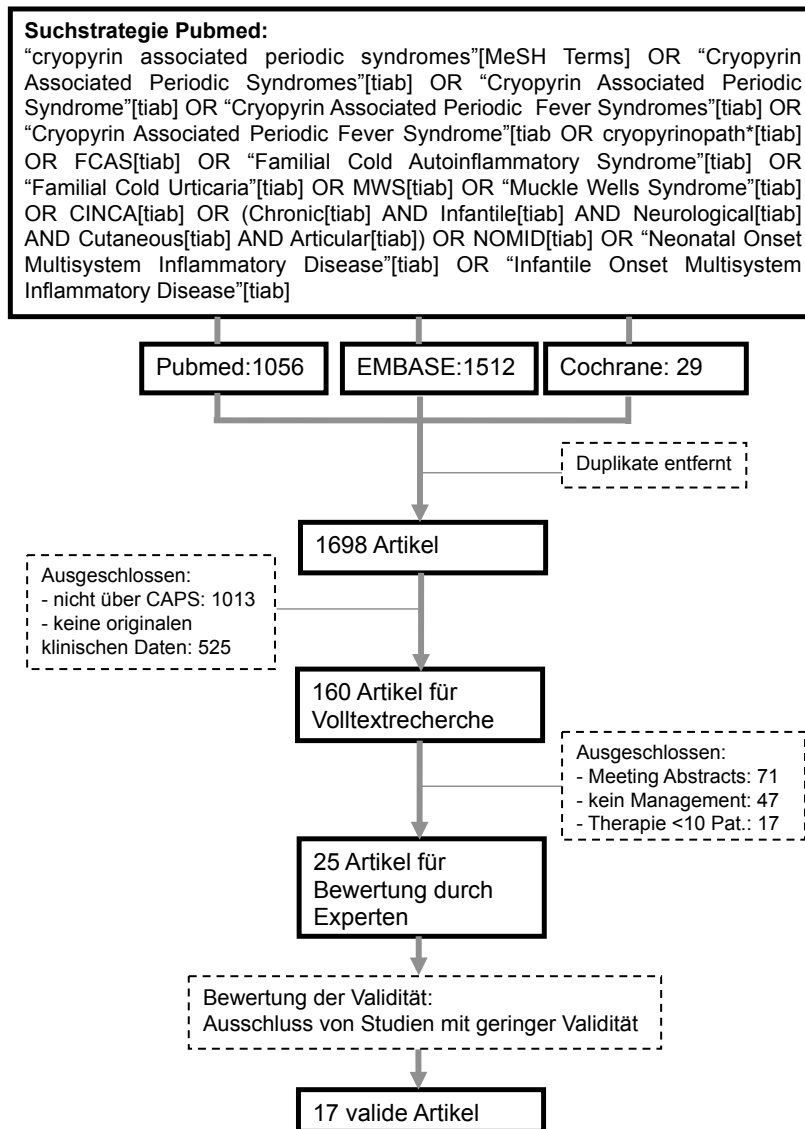 Suchstrategie Pubmed:
“cryopyrin associated periodic syndromes”[MeSH Terms] OR “Cryopyrin
Associated Periodic Syndromes”[tiab] OR “Cryopyrin Associated Periodic
Syndrome”[tiab] OR “Cryopyrin Associated Periodic Fever Syndromes”[tiab] OR
“Cryopyrin Associated Periodic Fever Syndrome”[tiab OR cryopyrinopath*[tiab]
OR FCAS[tiab] OR “Familial Cold Autoinflammatory Syndrome”[tiab] OR
“Familial Cold Urticaria”[tiab] OR MWS[tiab] OR “Muckle Wells Syndrome”[tiab]
OR CINCA[tiab] OR (Chronic[tiab] AND Infantile[tiab] AND Neurological[tiab]
AND Cutaneous[tiab] AND Articular[tiab]) OR NOMID[tiab] OR “Neonatal Onset
Multisystem Inflammatory Disease”[tiab] OR “Infantile Onset Multisystem
Inflammatory Disease”[tiab]
Pubmed:1056
EMBASE:1512
Cochrane: 29
Duplikate entfernt
1698 Artikel
Ausgeschlossen:
- nicht über CAPS: 1013
- keine originalen
klinischen Daten: 525
160 Artikel für
Volltextrecherche
Ausgeschlossen:
- Meeting Abstracts: 71
- kein Management: 47
- Therapie <10 Pat.: 17
25 Artikel für
Bewertung durch
Experten
Bewertung der Validität:
Ausschluss von Studien mit geringer Validität
17 valide Artikel